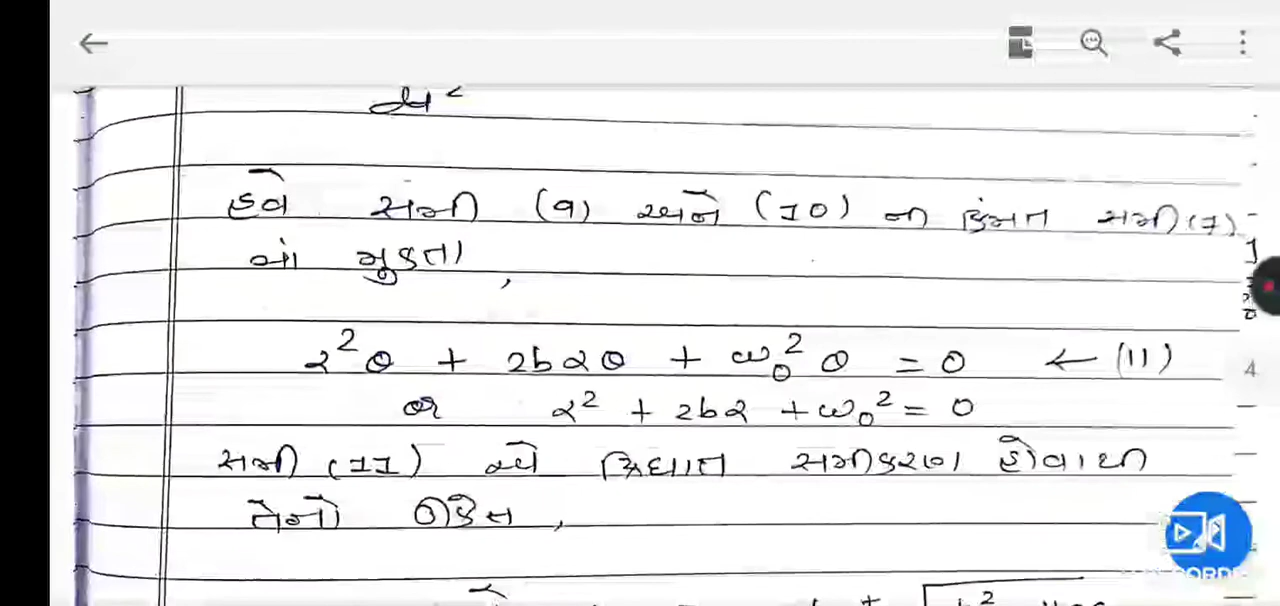 હવે સમી (9) અને (10) ની કિંમત સમી(7)
માં મુકતા,
α²θ + 2bαθ + ω₀²θ = 0 ← (11)
or α² + 2bα + ω₀² = 0
સમી (11) એ દ્વિઘાત સમીકરણ હોવાથી
તેનો ઉકેલ,
4